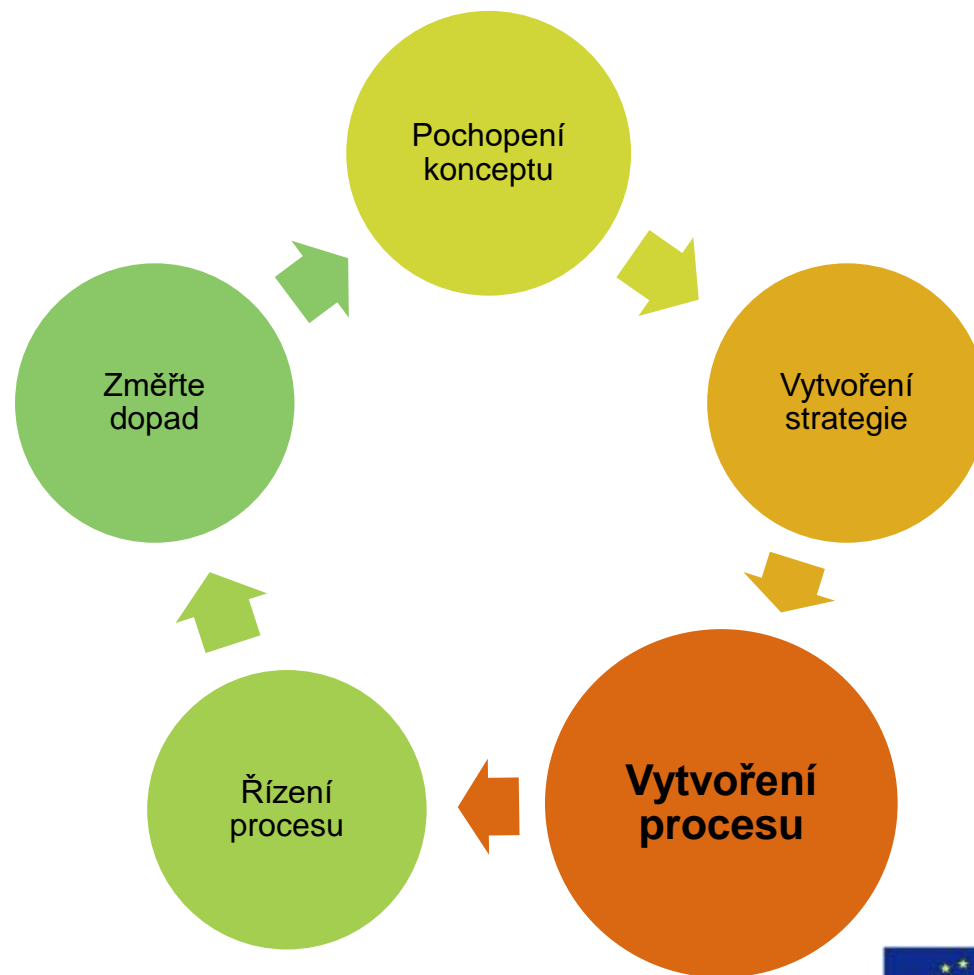 Pochopení
konceptu
Vytvoření
strategie
Vytvoření
procesu
Řízení
procesu
Změřte
dopad